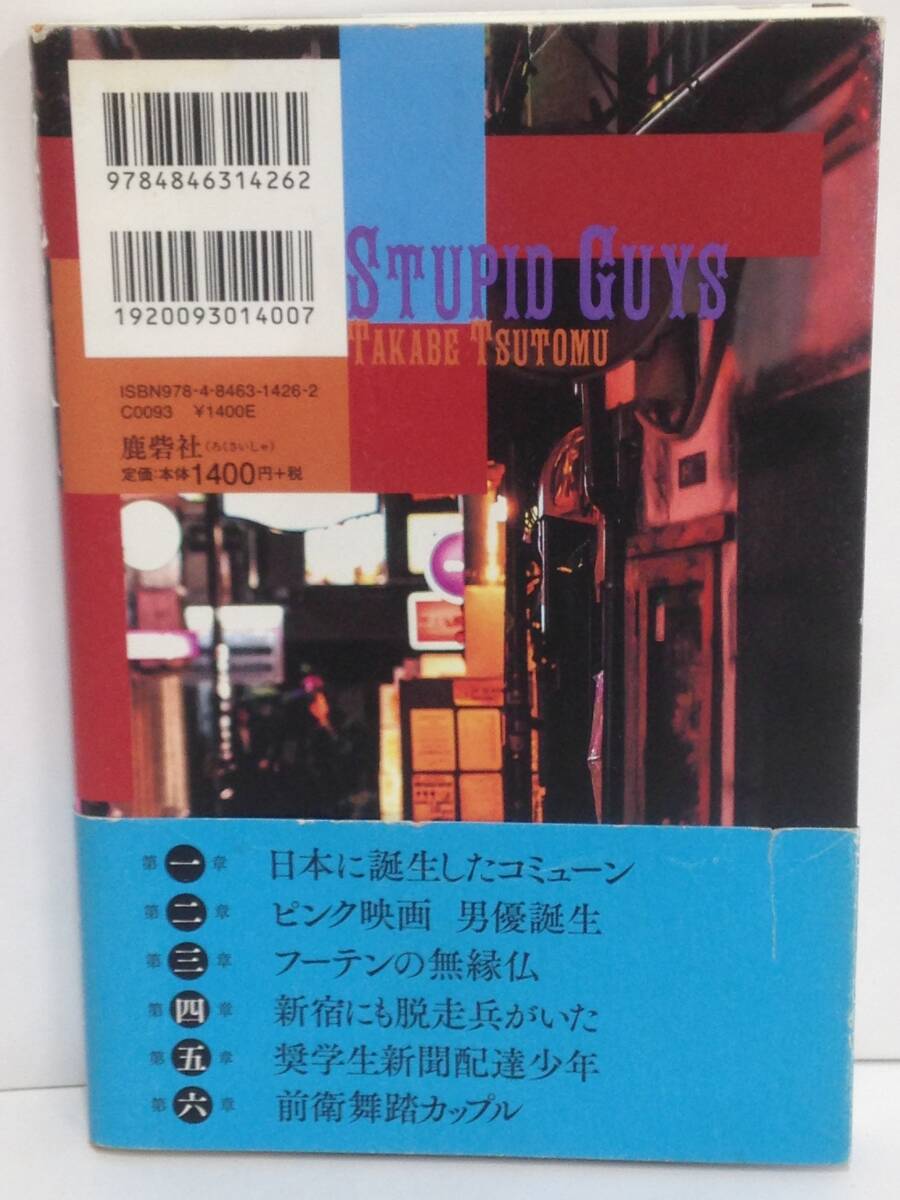 9784846314262
1920093014007
STUPID GUYS
TAKABE TSUTOMU
ISBN978-4-8463-1426-2
C0093 ¥1400E
鹿砦社(ろくさいしゃ)
定価:本体1400円+税
第一章 日本に誕生したコミューン
第二章 ピンク映画 男優誕生
第三章 フーテンの無縁仏
第四章 新宿にも脱走兵がいた
第五章 奨学生新聞配達少年
第六章 前衛舞踏カップル